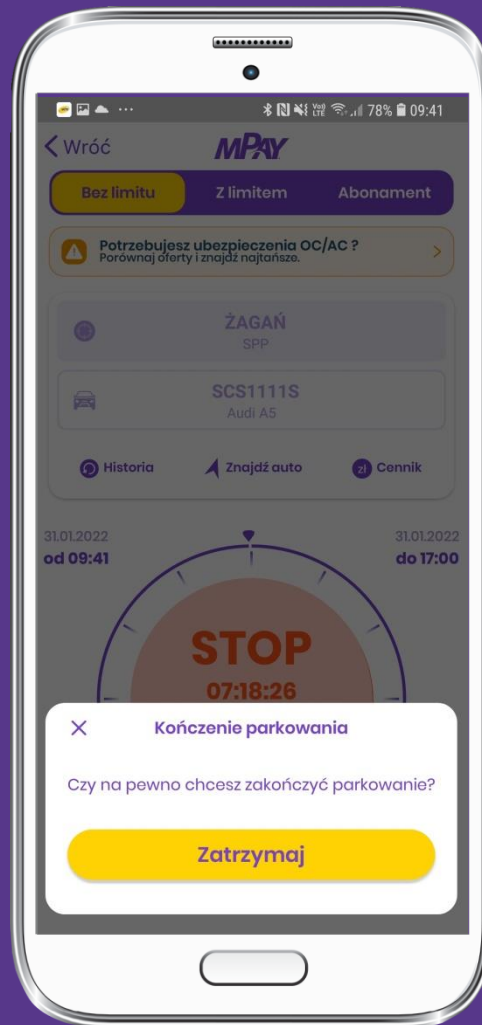 78% 09:41
Wróć
mPAY
Bez limitu Z limitem Abonament
Potrzebujesz ubezpieczenia OC/AC ?
Porównaj oferty i znajdź najtańsze.
ŻAGAŃ
SPP
SCS1111S
Audi A5
Historia Znajdź auto zł Cennik
31.01.2022 31.01.2022
od 09:41 do 17:00
STOP
07:18:26
Kończenie parkowania
Czy na pewno chcesz zakończyć parkowanie?
Zatrzymaj